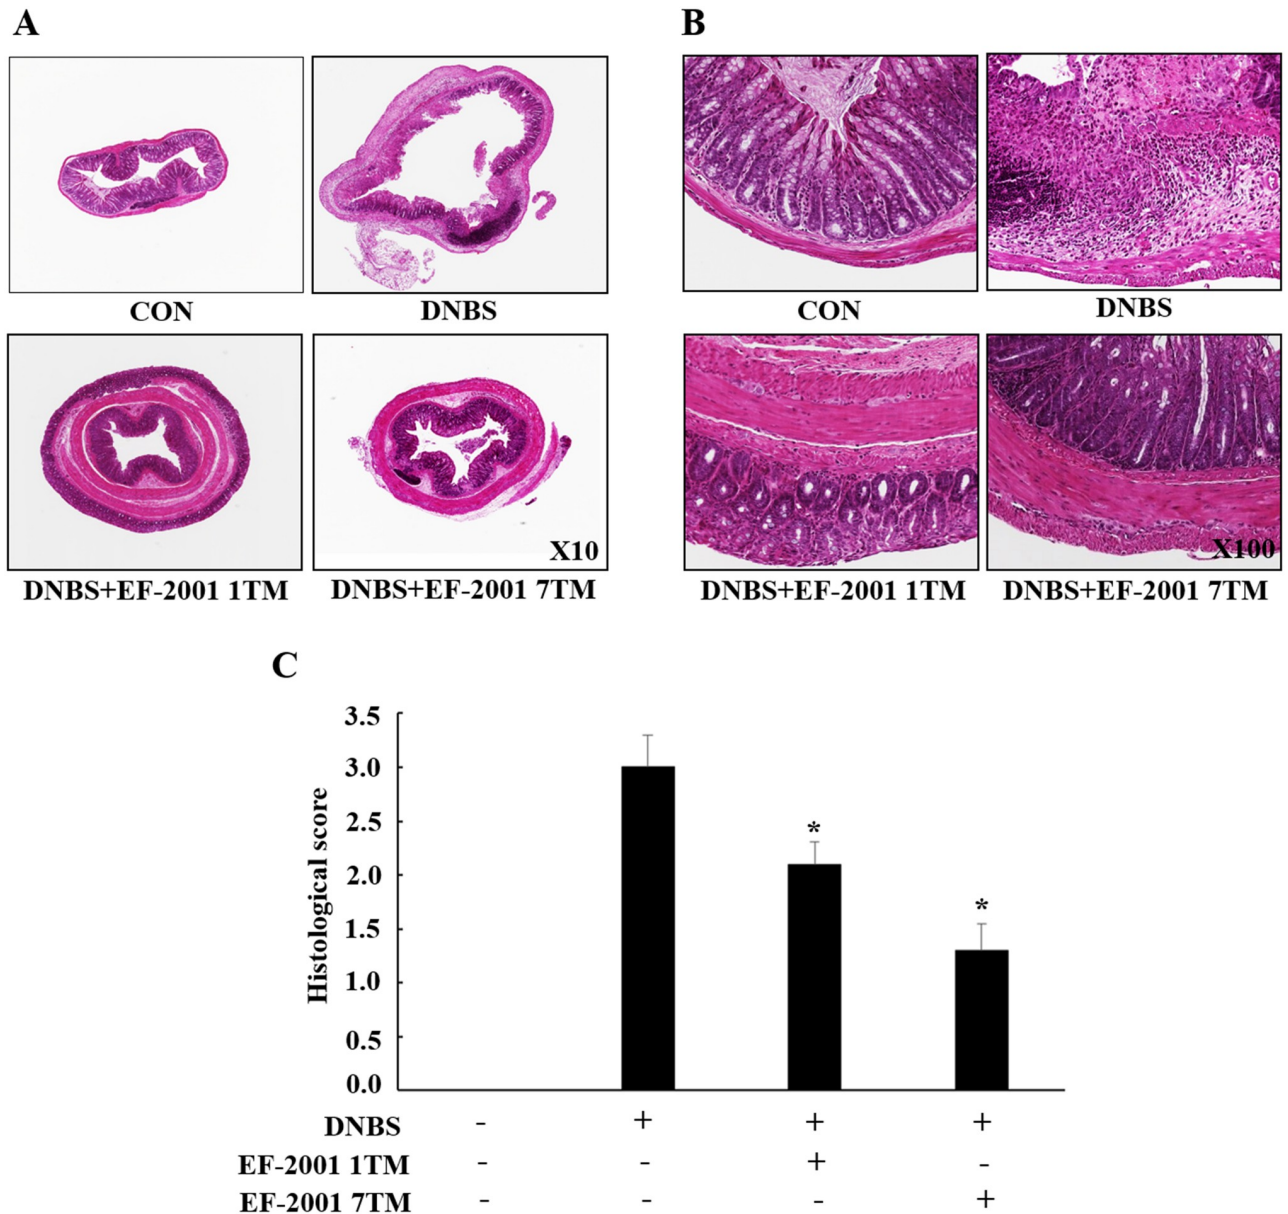 A
B
CON
DNBS
CON
DNBS
X10
X100
DNBS+EF-2001 1TM
DNBS+EF-2001 7TM
DNBS+EF-2001 1TM
DNBS+EF-2001 7TM
C
Histological score
3.5
3.0
2.5
2.0
1.5
1.0
0.5
0.0
*
*
DNBS - + + +
EF-2001 1TM - - + -
EF-2001 7TM - - - +